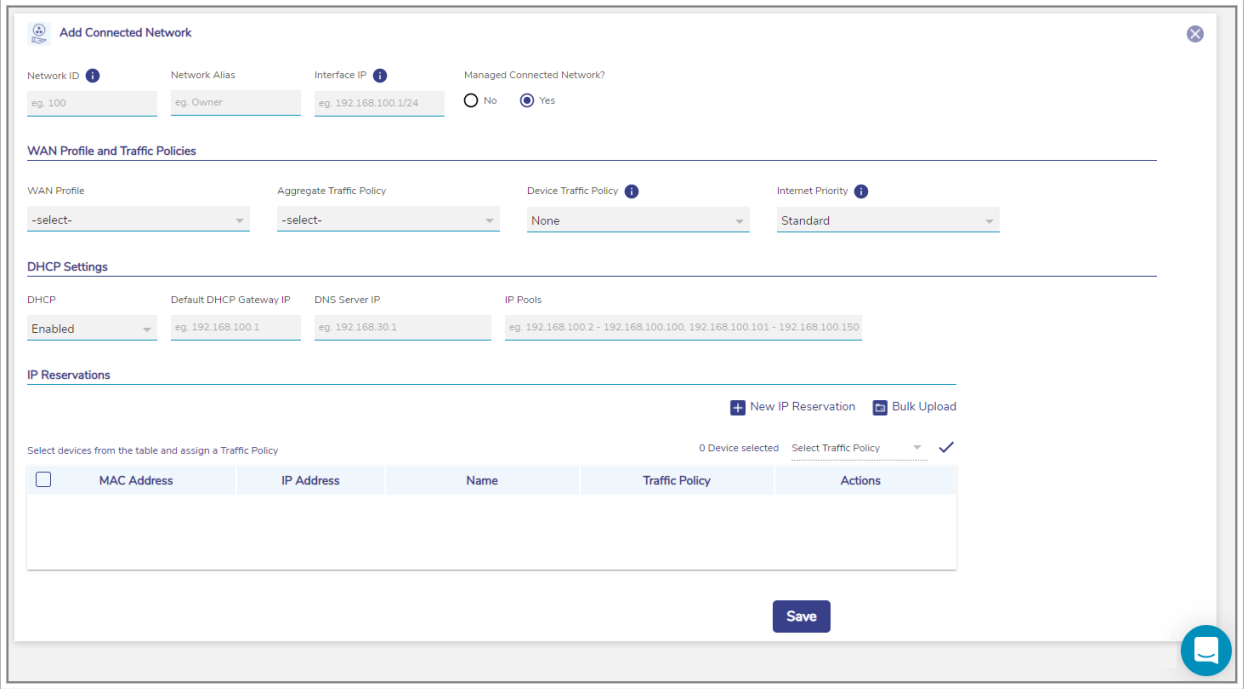 Add Connected Network
Network ID
Network Alias
Interface IP
Managed Connected Network?
eg. 100
eg. Owner
eg. 192.168.100.1/24
No
Yes
WAN Profile and Traffic Policies
WAN Profile
Aggregate Traffic Policy
Device Traffic Policy
Internet Priority
-select-
-select-
None
Standard
DHCP Settings
DHCP
Default DHCP Gateway IP
DNS Server IP
IP Pools
Enabled
eg. 192.168.100.1
eg. 192.168.30.1
eg. 192.168.100.2 - 192.168.100.100, 192.168.100.101 - 192.168.100.150
IP Reservations
New IP Reservation
Bulk Upload
Select devices from the table and assign a Traffic Policy
0 Device selected
Select Traffic Policy
MAC Address
IP Address
Name
Traffic Policy
Actions
Save